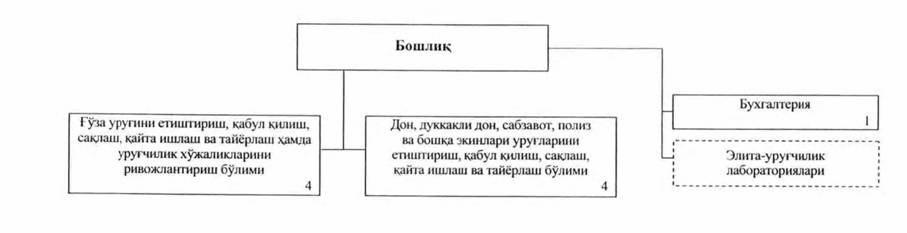 Бошлиқ
Ғўза уруғини етиштириш, қабул қилиш,
сақлаш, қайта ишлаш ва тайёрлаш ҳамда
уруғчилик хўжаликларини
ривожлантириш бўлими
4
Дон, дуккакли дон, сабзавот, полиз
ва бошқа экинлари уруғларини
етиштириш, қабул қилиш, сақлаш,
қайта ишлаш ва тайёрлаш бўлими
4
Бухгалтерия
1
Элита-уруғчилик
лабораториялари